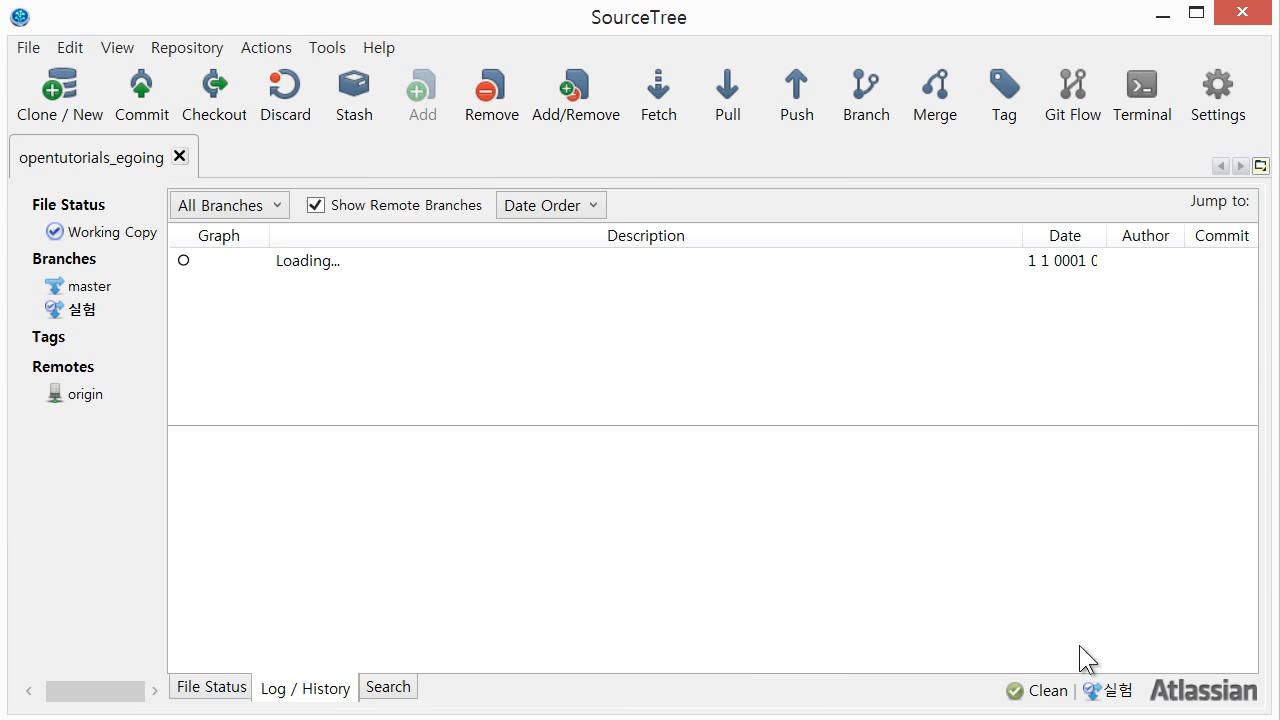 SourceTree
File Edit View Repository Actions Tools Help
Clone / New Commit Checkout Discard Stash Add Remove Add/Remove Fetch Pull Push Branch Merge Tag Git Flow Terminal Settings
opentutorials_egoing
File Status
Working Copy
Branches
master
실험
Tags
Remotes
origin
All Branches Show Remote Branches Date Order Jump to:
Graph Description Date Author Commit
Loading... 1 1 0001 0
File Status Log / History Search
Clean 실험 Atlassian